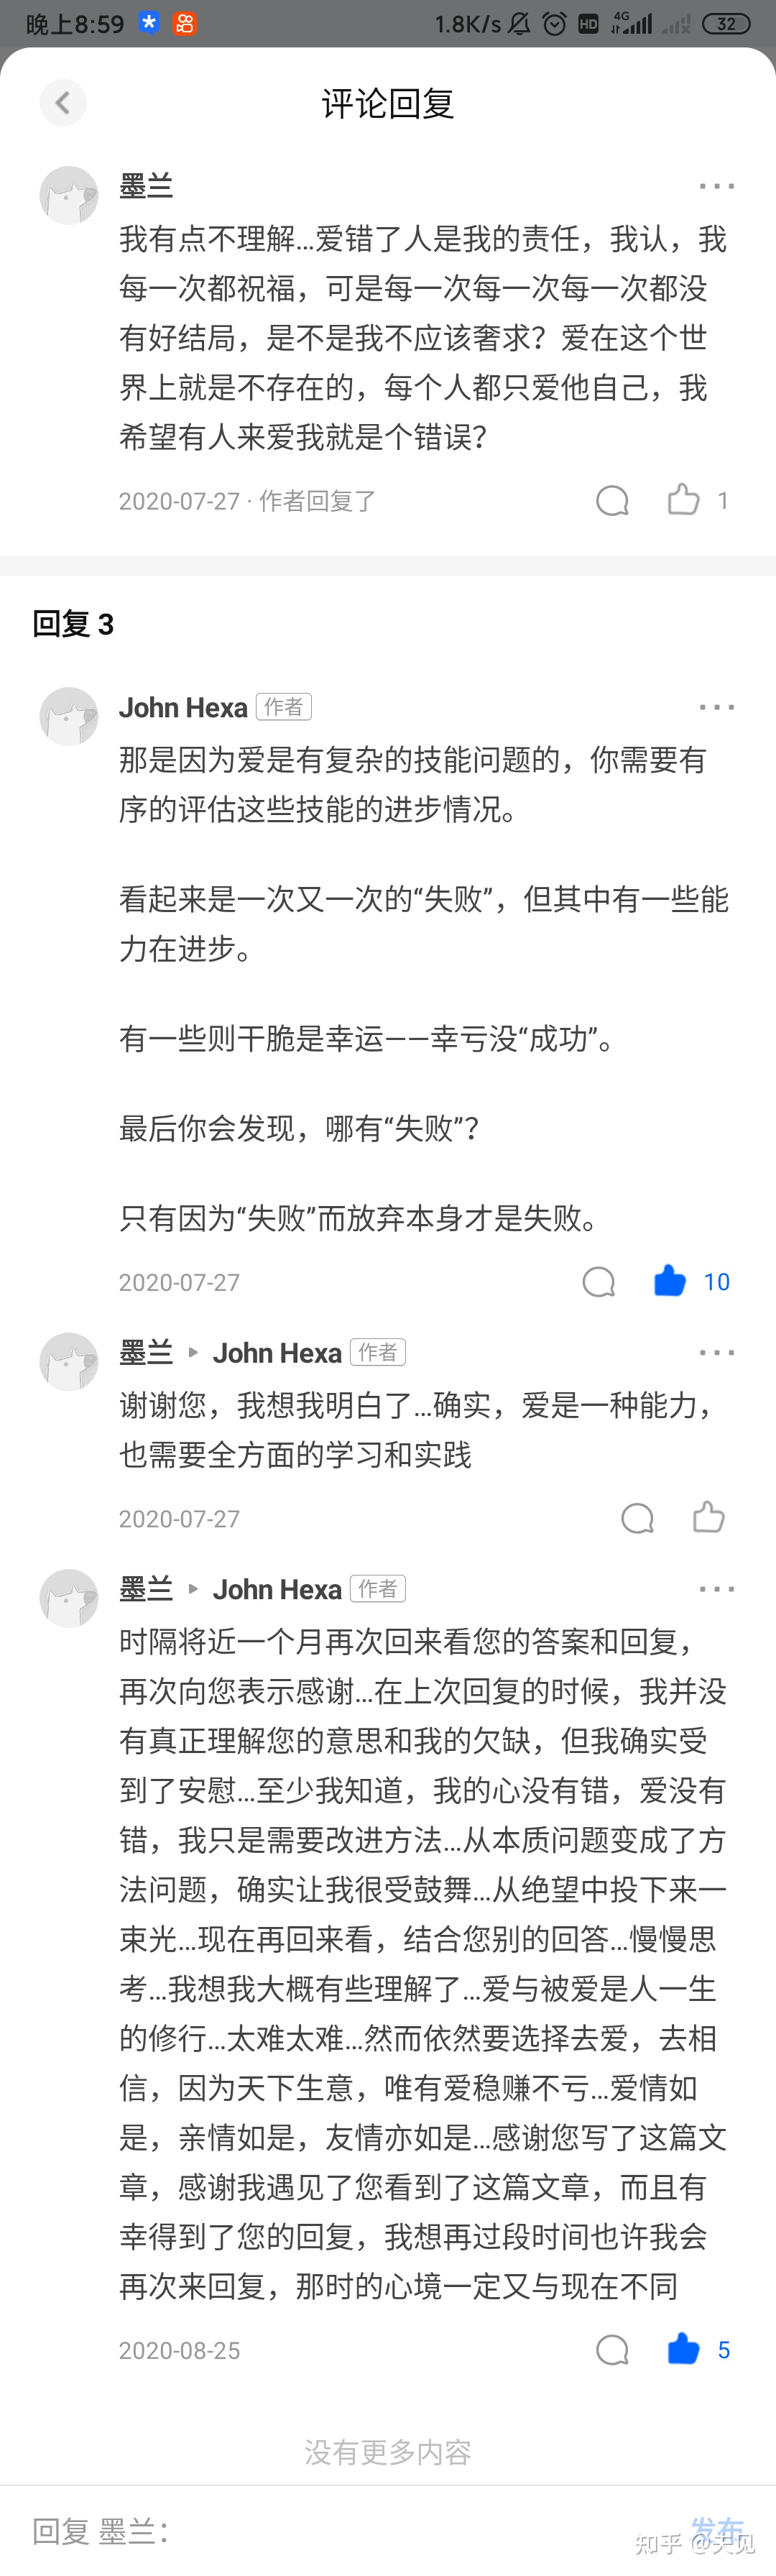 晚上8:59
1.8K/s
HD
4G
32
评论回复
墨兰
我有点不理解...爱错了人是我的责任，我认，我
每一次都祝福，可是每一次每一次每一次都没
有好结局，是不是我不应该奢求？爱在这个世
界上就是不存在的，每个人都只爱他自己，我
希望有人来爱我就是个错误？
2020-07-27 · 作者回复了
1
回复 3
John Hexa 作者
那是因为爱是有复杂的技能问题的，你需要有
序的评估这些技能的进步情况。
看起来是一次又一次的“失败”，但其中有一些能
力在进步。
有一些则干脆是幸运——幸亏没“成功”。
最后你会发现，哪有“失败”？
只有因为“失败”而放弃本身才是失败。
2020-07-27
10
墨兰 ▸ John Hexa 作者
谢谢您，我想我明白了...确实，爱是一种能力，
也需要全方面的学习和实践
2020-07-27
墨兰 ▸ John Hexa 作者
时隔将近一个月再次回来看您的答案和回复，
再次向您表示感谢...在上次回复的时候，我并没
有真正理解您的意思和我的欠缺，但我确实受
到了安慰...至少我知道，我的心没有错，爱没有
错，我只是需要改进方法...从本质问题变成了方
法问题，确实让我很受鼓舞...从绝望中投下来一
束光...现在再回来看，结合您别的回答...慢慢思
考...我想我大概有些理解了...爱与被爱是人一生
的修行...太难太难...然而依然要选择去爱，去相
信，因为天下生意，唯有爱稳赚不亏...爱情如
是，亲情如是，友情亦如是...感谢您写了这篇文
章，感谢我遇见了您看到了这篇文章，而且有
幸得到了您的回复，我想再过段时间也许我会
再次来回复，那时的心境一定又与现在不同
2020-08-25
5
没有更多内容
回复 墨兰：
发布
知乎 @天见